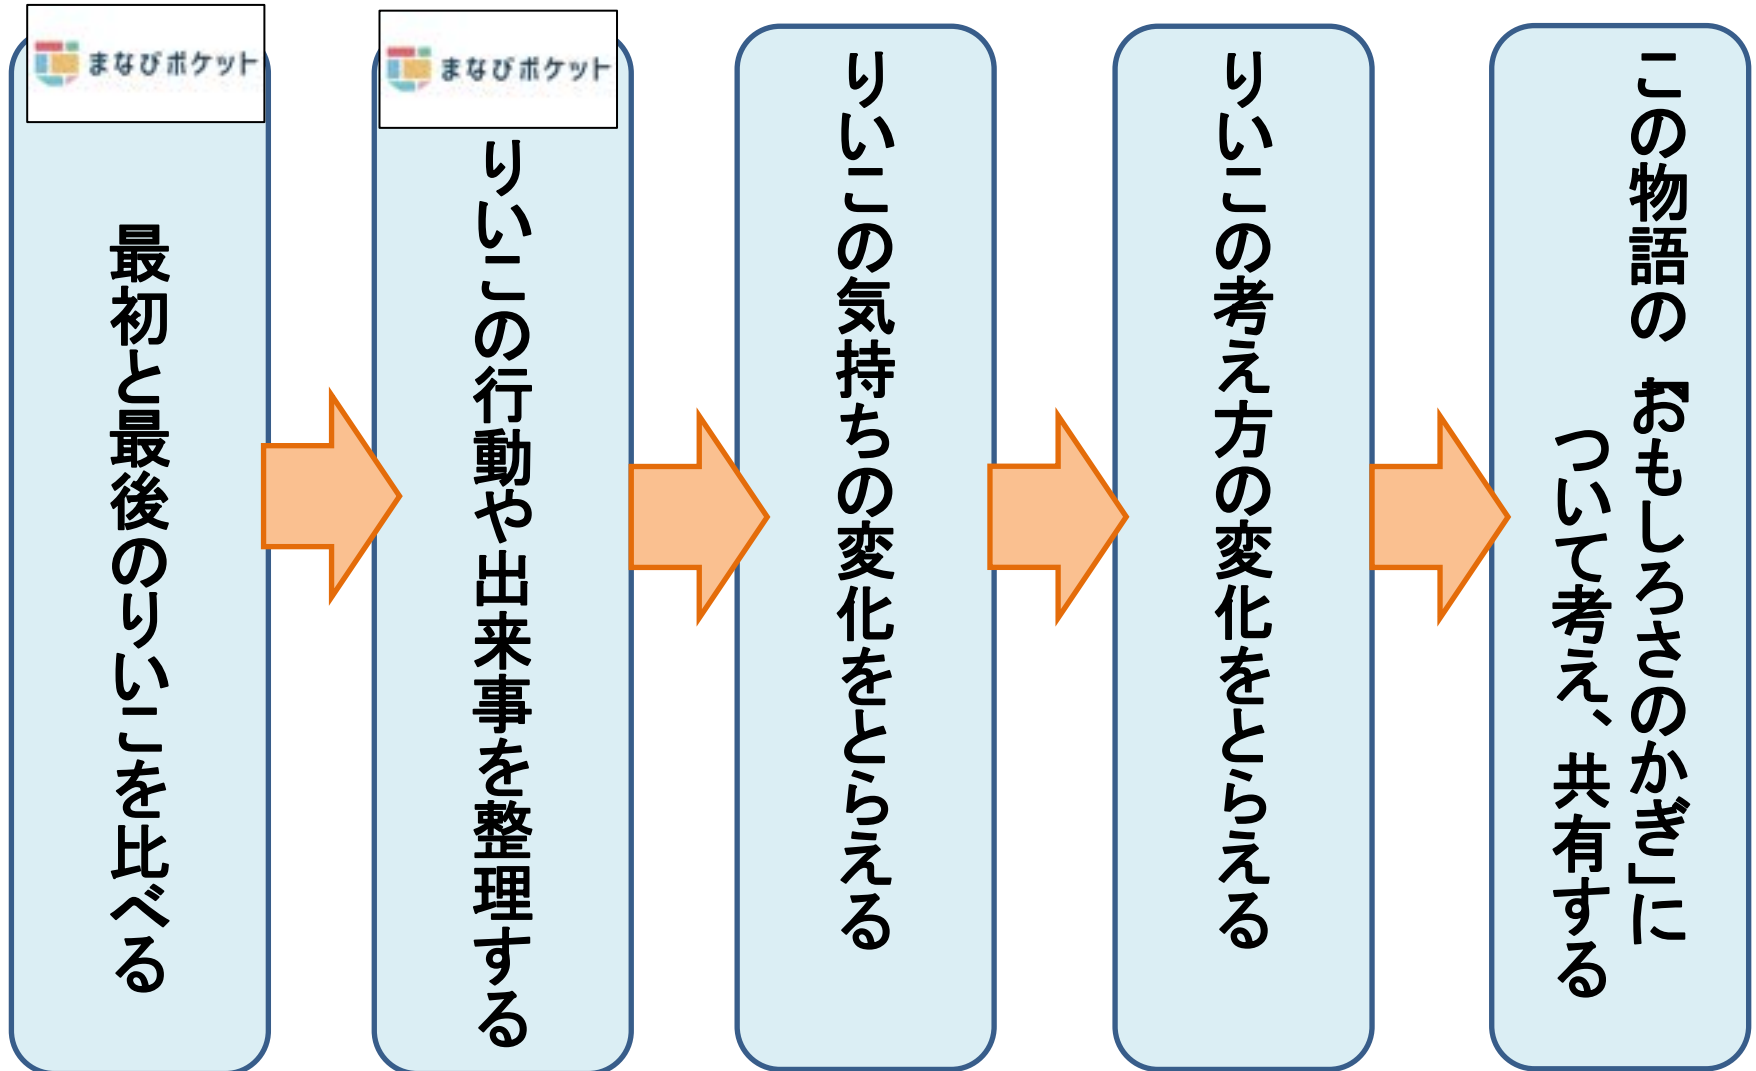 まなびポケット
最初と最後のりいこを比べる
まなびポケット
りいこの行動や出来事を整理する
りいこの気持ちの変化をとらえる
りいこの考え方の変化をとらえる
この物語の『おもしろさのかぎ」に
ついて考え、共有する